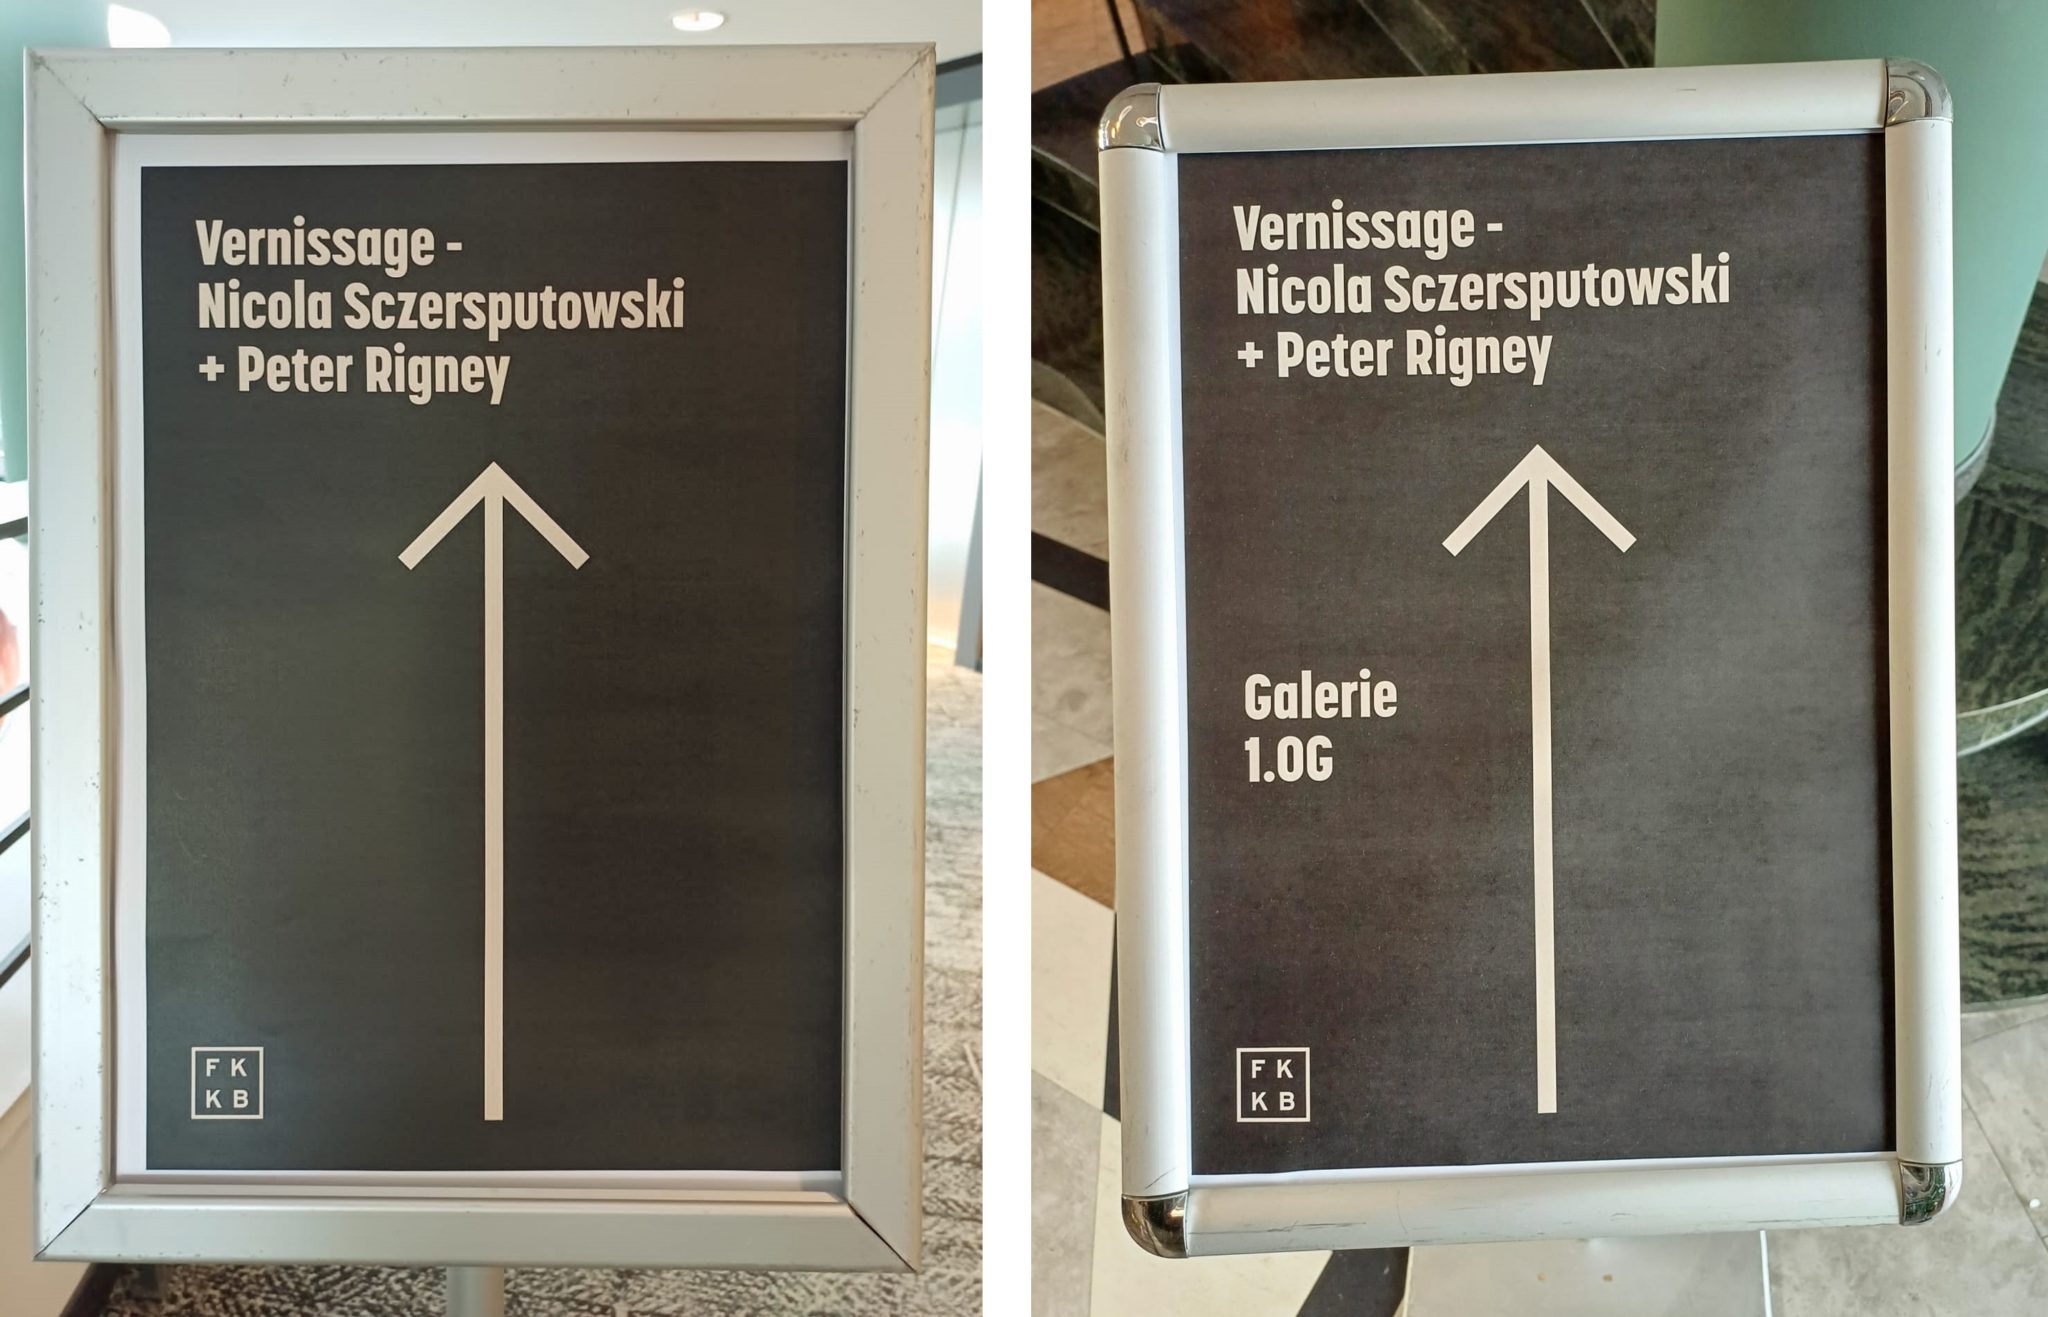 Vernissage -
Nicola Sczersputowski
+ Peter Rigney
F K
K B
Vernissage -
Nicola Sczersputowski
+ Peter Rigney
Galerie
1.OG
F K
K B